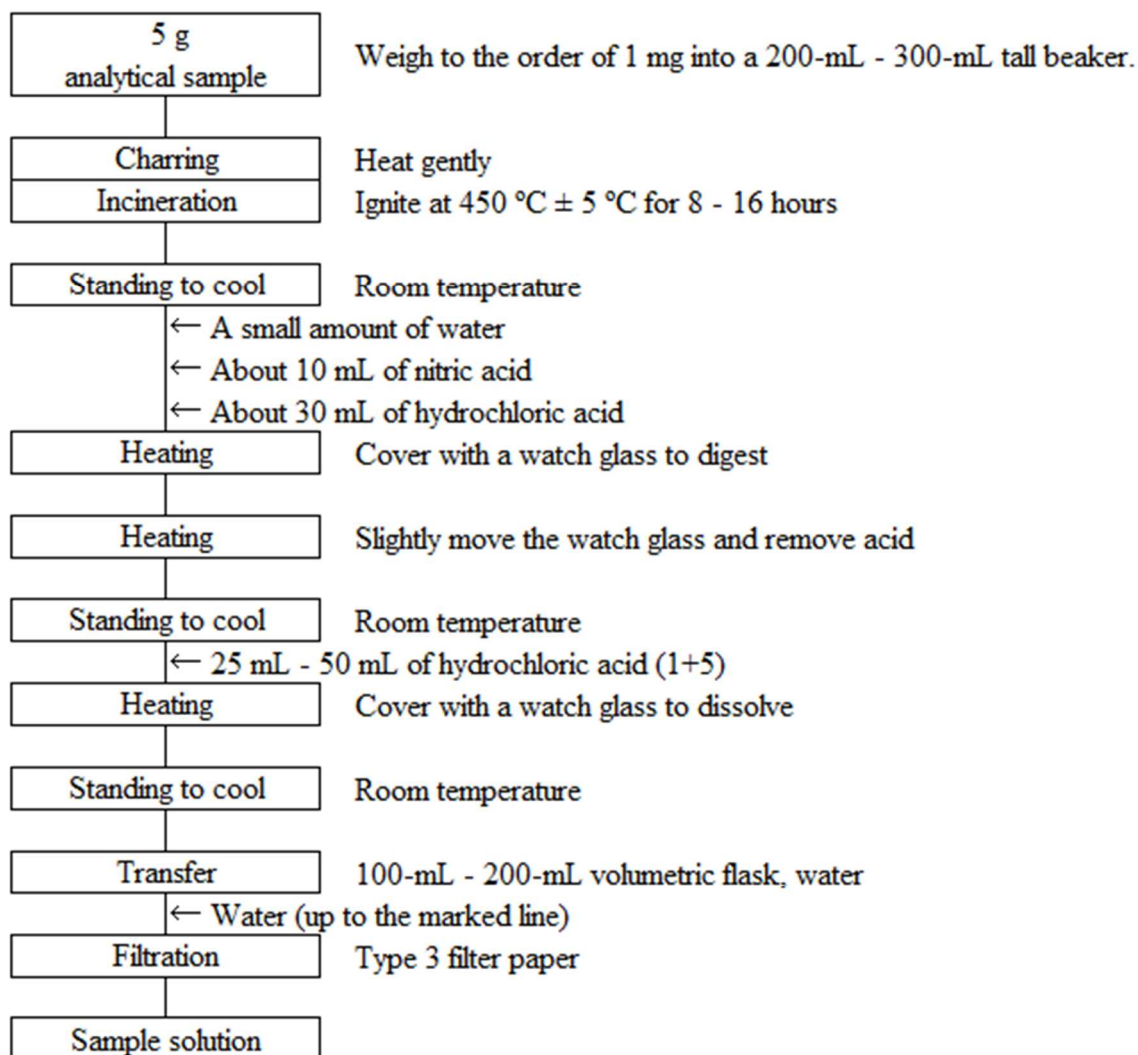 5 g
analytical sample
Weigh to the order of 1 mg into a 200-mL - 300-mL tall beaker.
Charring
Heat gently
Incineration
Ignite at 450 ºC ± 5 ºC for 8 - 16 hours
Standing to cool
Room temperature
← A small amount of water
← About 10 mL of nitric acid
← About 30 mL of hydrochloric acid
Heating
Cover with a watch glass to digest
Heating
Slightly move the watch glass and remove acid
Standing to cool
Room temperature
← 25 mL - 50 mL of hydrochloric acid (1+5)
Heating
Cover with a watch glass to dissolve
Standing to cool
Room temperature
Transfer
100-mL - 200-mL volumetric flask, water
← Water (up to the marked line)
Filtration
Type 3 filter paper
Sample solution